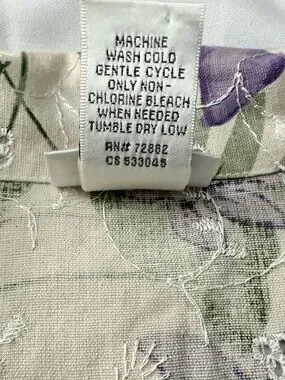 MACHINE
WASH COLD
GENTLE CYCLE
ONLY NON-
CHLORINE BLEACH
WHEN NEEDED
TUMBLE DRY LOW
RN# 72882
CS 533045